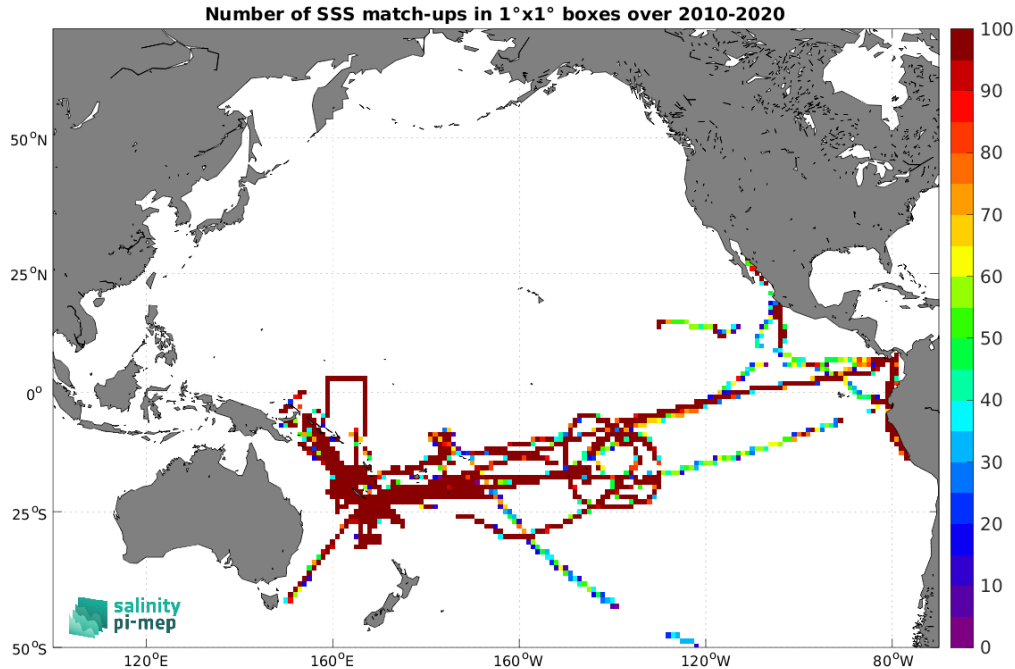 Number of SSS match-ups in 1°x1° boxes over 2010-2020
100
90
80
70
60
50
40
30
20
10
0
50°N
25°N
0°
25°S
50°S
120°E
160°E
160°W
120°W
80°W
salinity
pi-mep